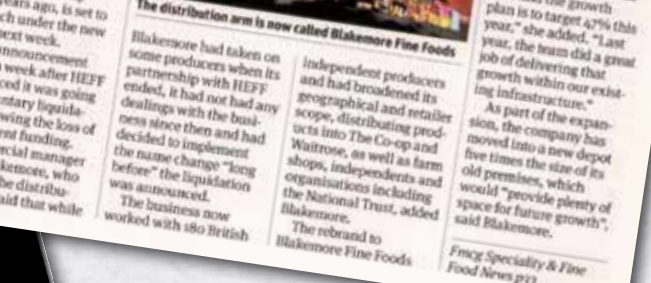 years ago, is set to
ch under the new
next week.
announcement
week after HEFF
ced it was going
ntary liquida-
wing the loss of
nt funding.
rcial manager
kemore, who
he distribu-
aid that while
The distribution arm is now called Blakemore Fine Foods
Blakemore had taken on
some producers when its
partnership with HEFF
ended, it had not had any
dealings with the busi-
ness since then and had
decided to implement
the name change "long
before" the liquidation
was announced.
The business now
worked with 180 British
independent producers
and had broadened its
geographical and retailer
scope, distributing prod-
ucts into The Co-op and
Waitrose, as well as farm
shops, independents and
organisations including
the National Trust, added
Blakemore.
The rebrand to
Blakemore Fine Foods
and the growth
plan is to target 47% this
year," she added. "Last
year, the team did a great
job of delivering that
growth within our exist-
ing infrastructure."
As part of the expan-
sion, the company has
moved into a new depot
five times the size of its
old premises, which
would "provide plenty of
space for future growth",
said Blakemore.
Fmcg Speciality & Fine
Food News